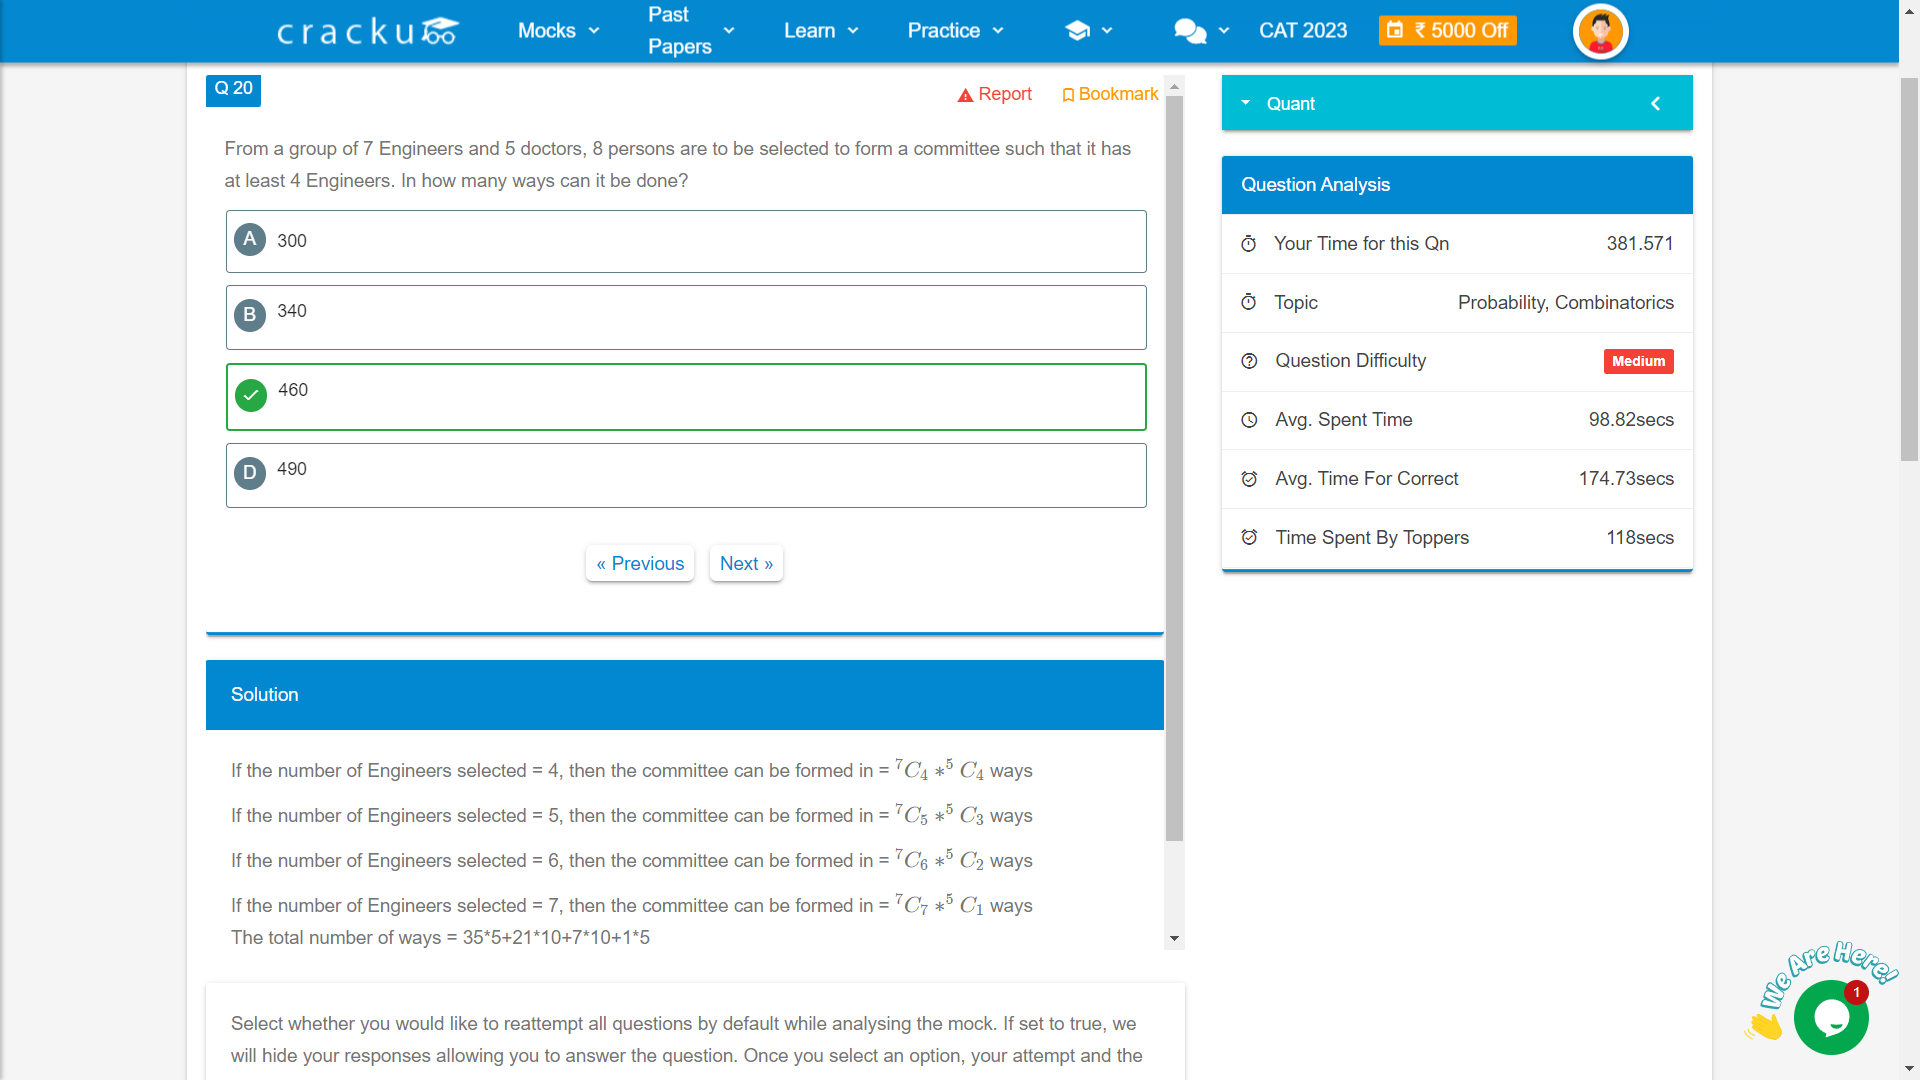 cracku
Mocks
Past
Papers
Learn
Practice
CAT 2023
₹ 5000 Off
Q 20
Report
Bookmark
From a group of 7 Engineers and 5 doctors, 8 persons are to be selected to form a committee such that it has
at least 4 Engineers. In how many ways can it be done?
A 300
B 340
460
D 490
« Previous
Next »
Solution
If the number of Engineers selected = 4, then the committee can be formed in = ⁷C₄ *⁵ C₄ ways
If the number of Engineers selected = 5, then the committee can be formed in = ⁷C₅ *⁵ C₃ ways
If the number of Engineers selected = 6, then the committee can be formed in = ⁷C₆ *⁵ C₂ ways
If the number of Engineers selected = 7, then the committee can be formed in = ⁷C₇ *⁵ C₁ ways
The total number of ways = 35*5+21*10+7*10+1*5
Select whether you would like to reattempt all questions by default while analysing the mock. If set to true, we
will hide your responses allowing you to answer the question. Once you select an option, your attempt and the
Quant
Question Analysis
Your Time for this Qn 381.571
Topic Probability, Combinatorics
Question Difficulty Medium
Avg. Spent Time 98.82secs
Avg. Time For Correct 174.73secs
Time Spent By Toppers 118secs
We Are Here!
1